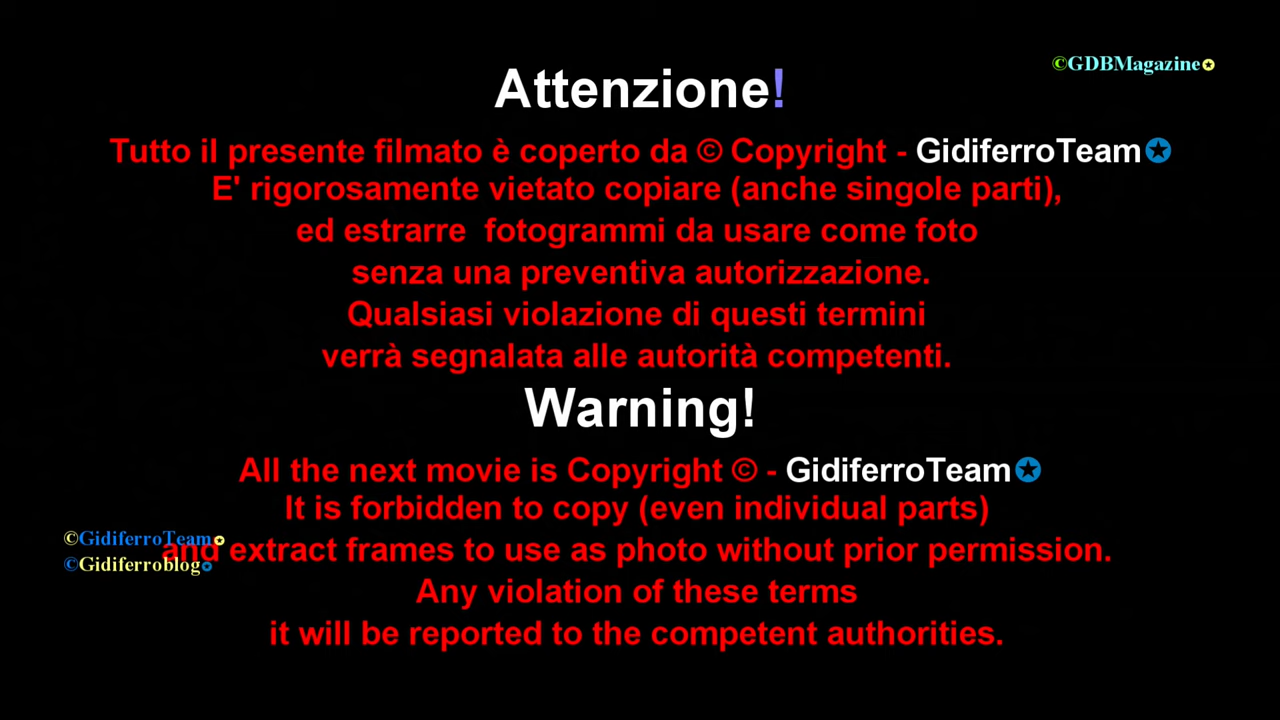 ©GDBMagazine✪
Attenzione!
Tutto il presente filmato è coperto da © Copyright - GidiferroTeam✪
E' rigorosamente vietato copiare (anche singole parti),
ed estrarre  fotogrammi da usare come foto
senza una preventiva autorizzazione.
Qualsiasi violazione di questi termini
verrà segnalata alle autorità competenti.
Warning!
All the next movie is Copyright © - GidiferroTeam✪
It is forbidden to copy (even individual parts)
©GidiferroTeam✪
and extract frames to use as photo without prior permission.
©Gidiferroblog✪
Any violation of these terms
it will be reported to the competent authorities.